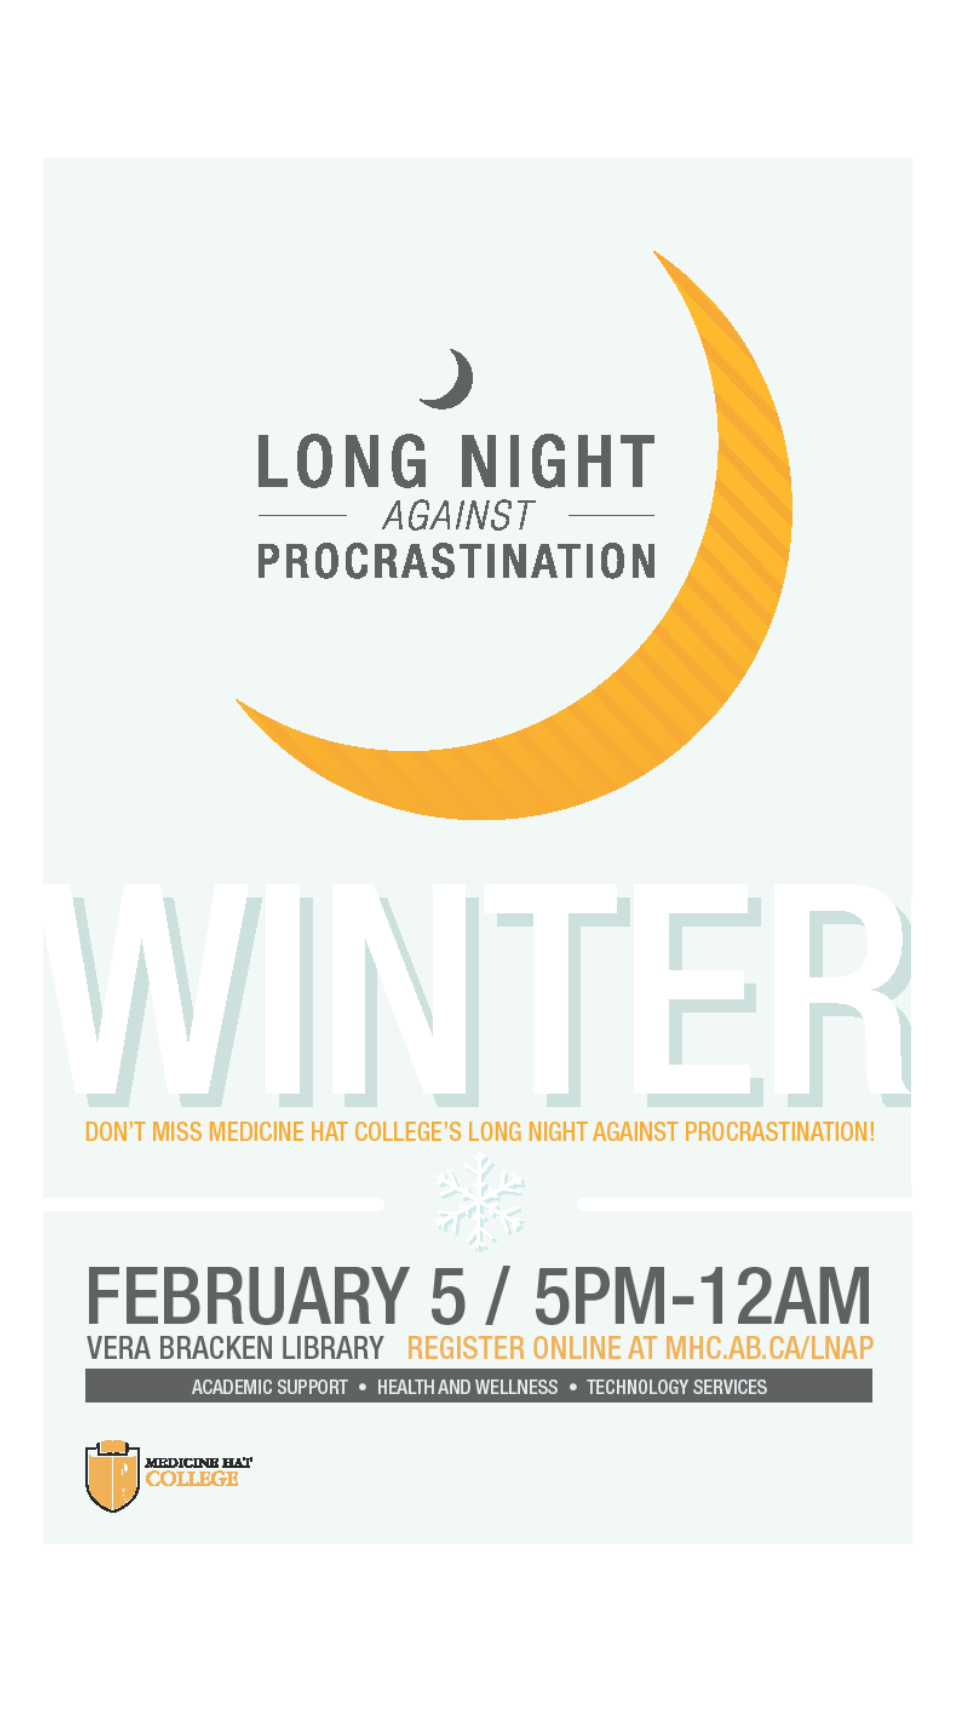 LONG NIGHT
AGAINST
PROCRASTINATION
WINTER
DON'T MISS MEDICINE HAT COLLEGE'S LONG NIGHT AGAINST PROCRASTINATION!
FEBRUARY 5 / 5PM-12AM
VERA BRACKEN LIBRARY REGISTER ONLINE AT MHC.AB.CA/LNAP
ACADEMIC SUPPORT • HEALTH AND WELLNESS • TECHNOLOGY SERVICES
MEDICINE HAT
COLLEGE